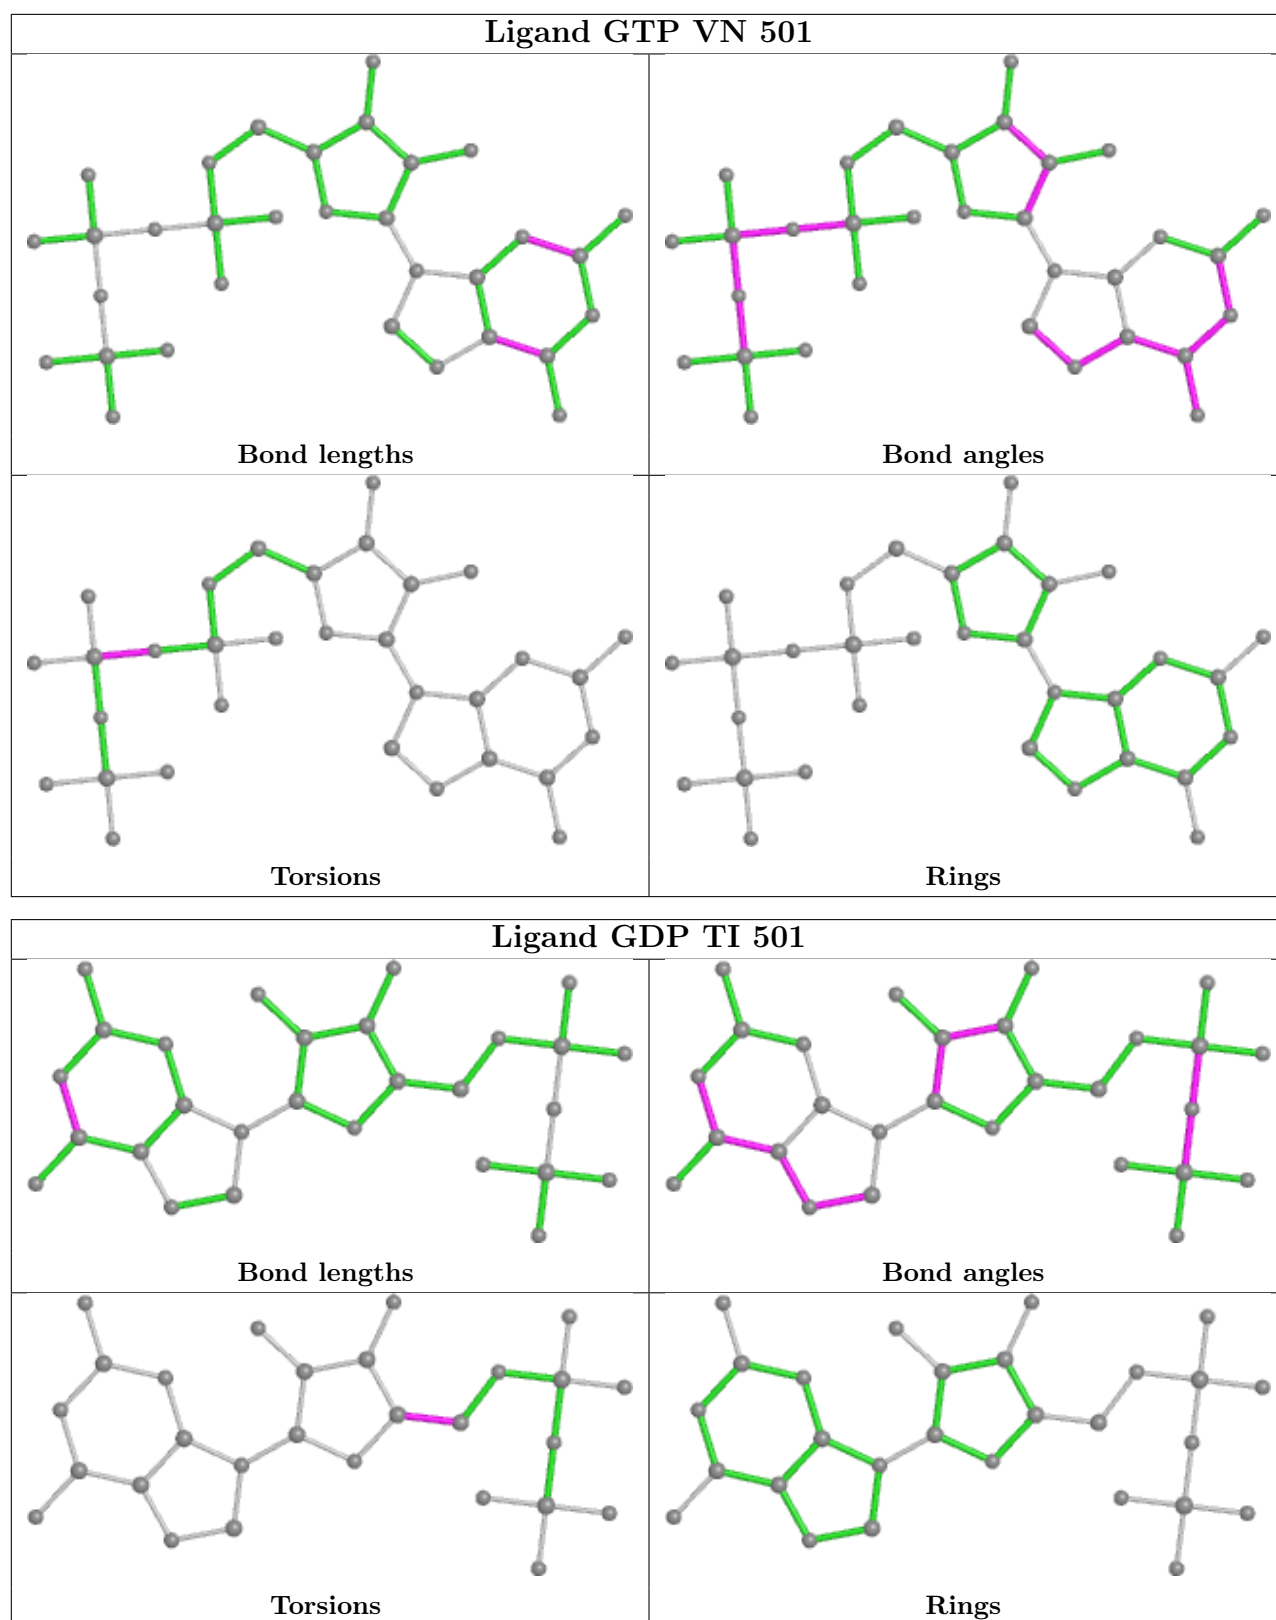 Ligand GTP VN 501
Bond lengths
Bond angles
Torsions
Rings
Ligand GDP TI 501
Bond lengths
Bond angles
Torsions
Rings